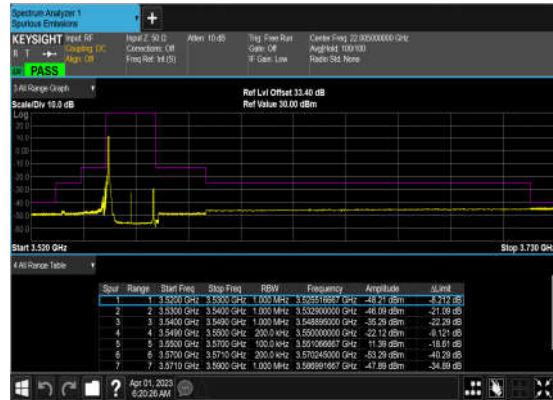 Spectrum Analyzer 1
Spurious Emissions
+
KEYSIGHT Input: RF Input Z: 50 Ω Atten: 10 dB Trig: Free Run Center Freq: 22.005000000 GHz
R T Coupling: DC Corrections: Off Gate: Off Avg|Hold: 100/100
Align: Off Freq Ref: Int (S) IF Gain: Low Radio Std: None
PASS
3 All Range Graph
Ref Lvl Offset 33.40 dB
Scale/Div 10.0 dB Ref Value 30.00 dBm
Log
Start 3.520 GHz Stop 3.730 GHz
4 All Range Table
Spur Range Start Freq Stop Freq RBW Frequency Amplitude ΔLimit
1 1 3.5200 GHz 3.5300 GHz 1.000 MHz 3.525516667 GHz -48.21 dBm -8.212 dB
2 2 3.5300 GHz 3.5400 GHz 1.000 MHz 3.532900000 GHz -46.09 dBm -21.09 dB
3 3 3.5400 GHz 3.5490 GHz 1.000 MHz 3.548895000 GHz -35.29 dBm -22.29 dB
4 4 3.5490 GHz 3.5500 GHz 200.0 kHz 3.550000000 GHz -22.12 dBm -9.121 dB
5 5 3.5500 GHz 3.5700 GHz 100.0 kHz 3.551066667 GHz 11.39 dBm -18.61 dB
6 6 3.5700 GHz 3.5710 GHz 200.0 kHz 3.570245000 GHz -53.29 dBm -40.29 dB
7 7 3.5710 GHz 3.5900 GHz 1.000 MHz 3.586991667 GHz -47.89 dBm -34.89 dB
? Apr 01, 2023
6:20:26 AM